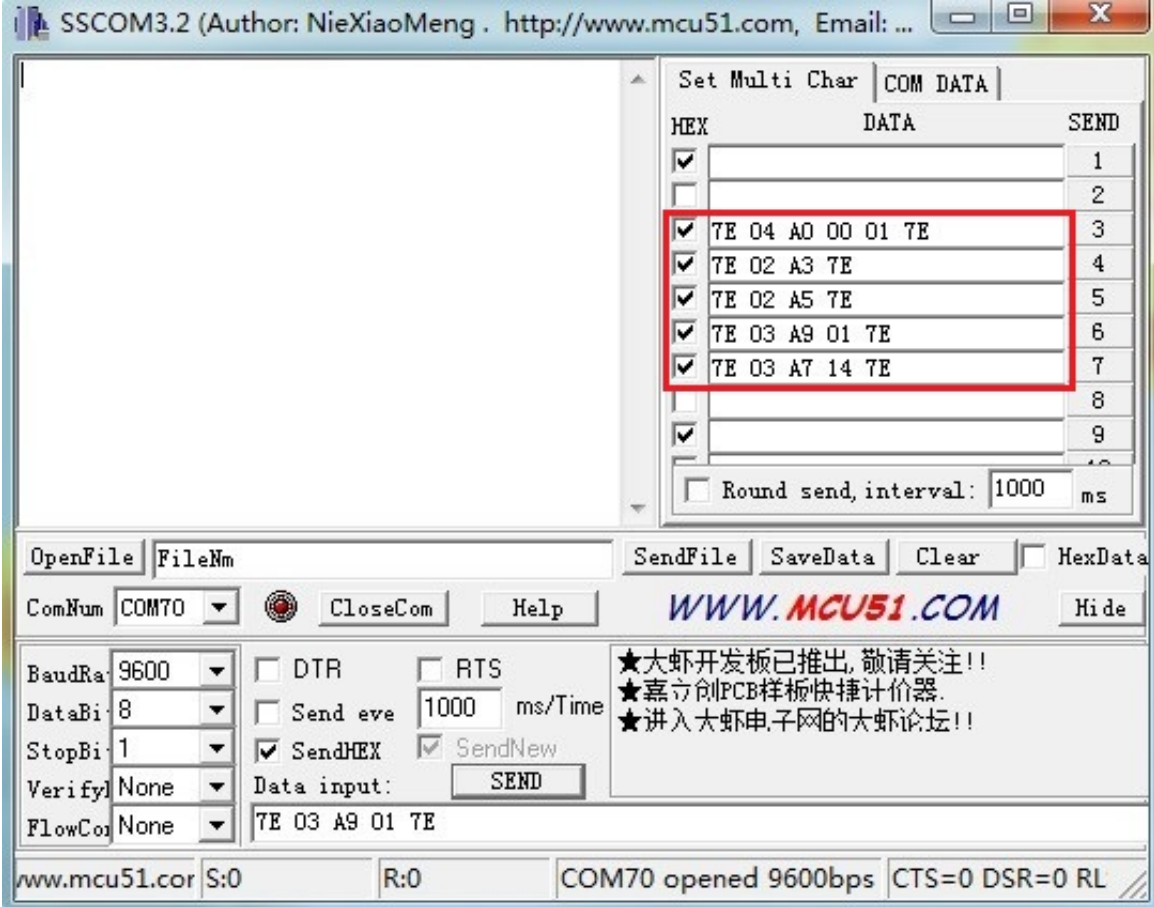 SSCOM3.2 (Author: NieXiaoMeng . http://www.mcu51.com, Email: ...
Set Multi Char COM DATA
HEX DATA SEND
1
2
7E 04 A0 00 01 7E 3
7E 02 A3 7E 4
7E 02 A5 7E 5
7E 03 A9 01 7E 6
7E 03 A7 14 7E 7
8
9
Round send, interval: 1000 ms
OpenFile FileNm SendFile SaveData Clear HexData
ComNum COM70 CloseCom Help WWW.MCU51.COM Hide
BaudRa 9600 DTR RTS
DataBi 8 Send eve 1000 ms/Time
StopBi 1 SendHEX SendNew
Verify None Data input: SEND
FlowCo None 7E 03 A9 01 7E
★大虾开发板已推出, 敬请关注!!
★嘉立创PCB样板快捷计价器.
★进入大虾电子网的大虾论坛!!
www.mcu51.cor S:0 R:0 COM70 opened 9600bps CTS=0 DSR=0 RL